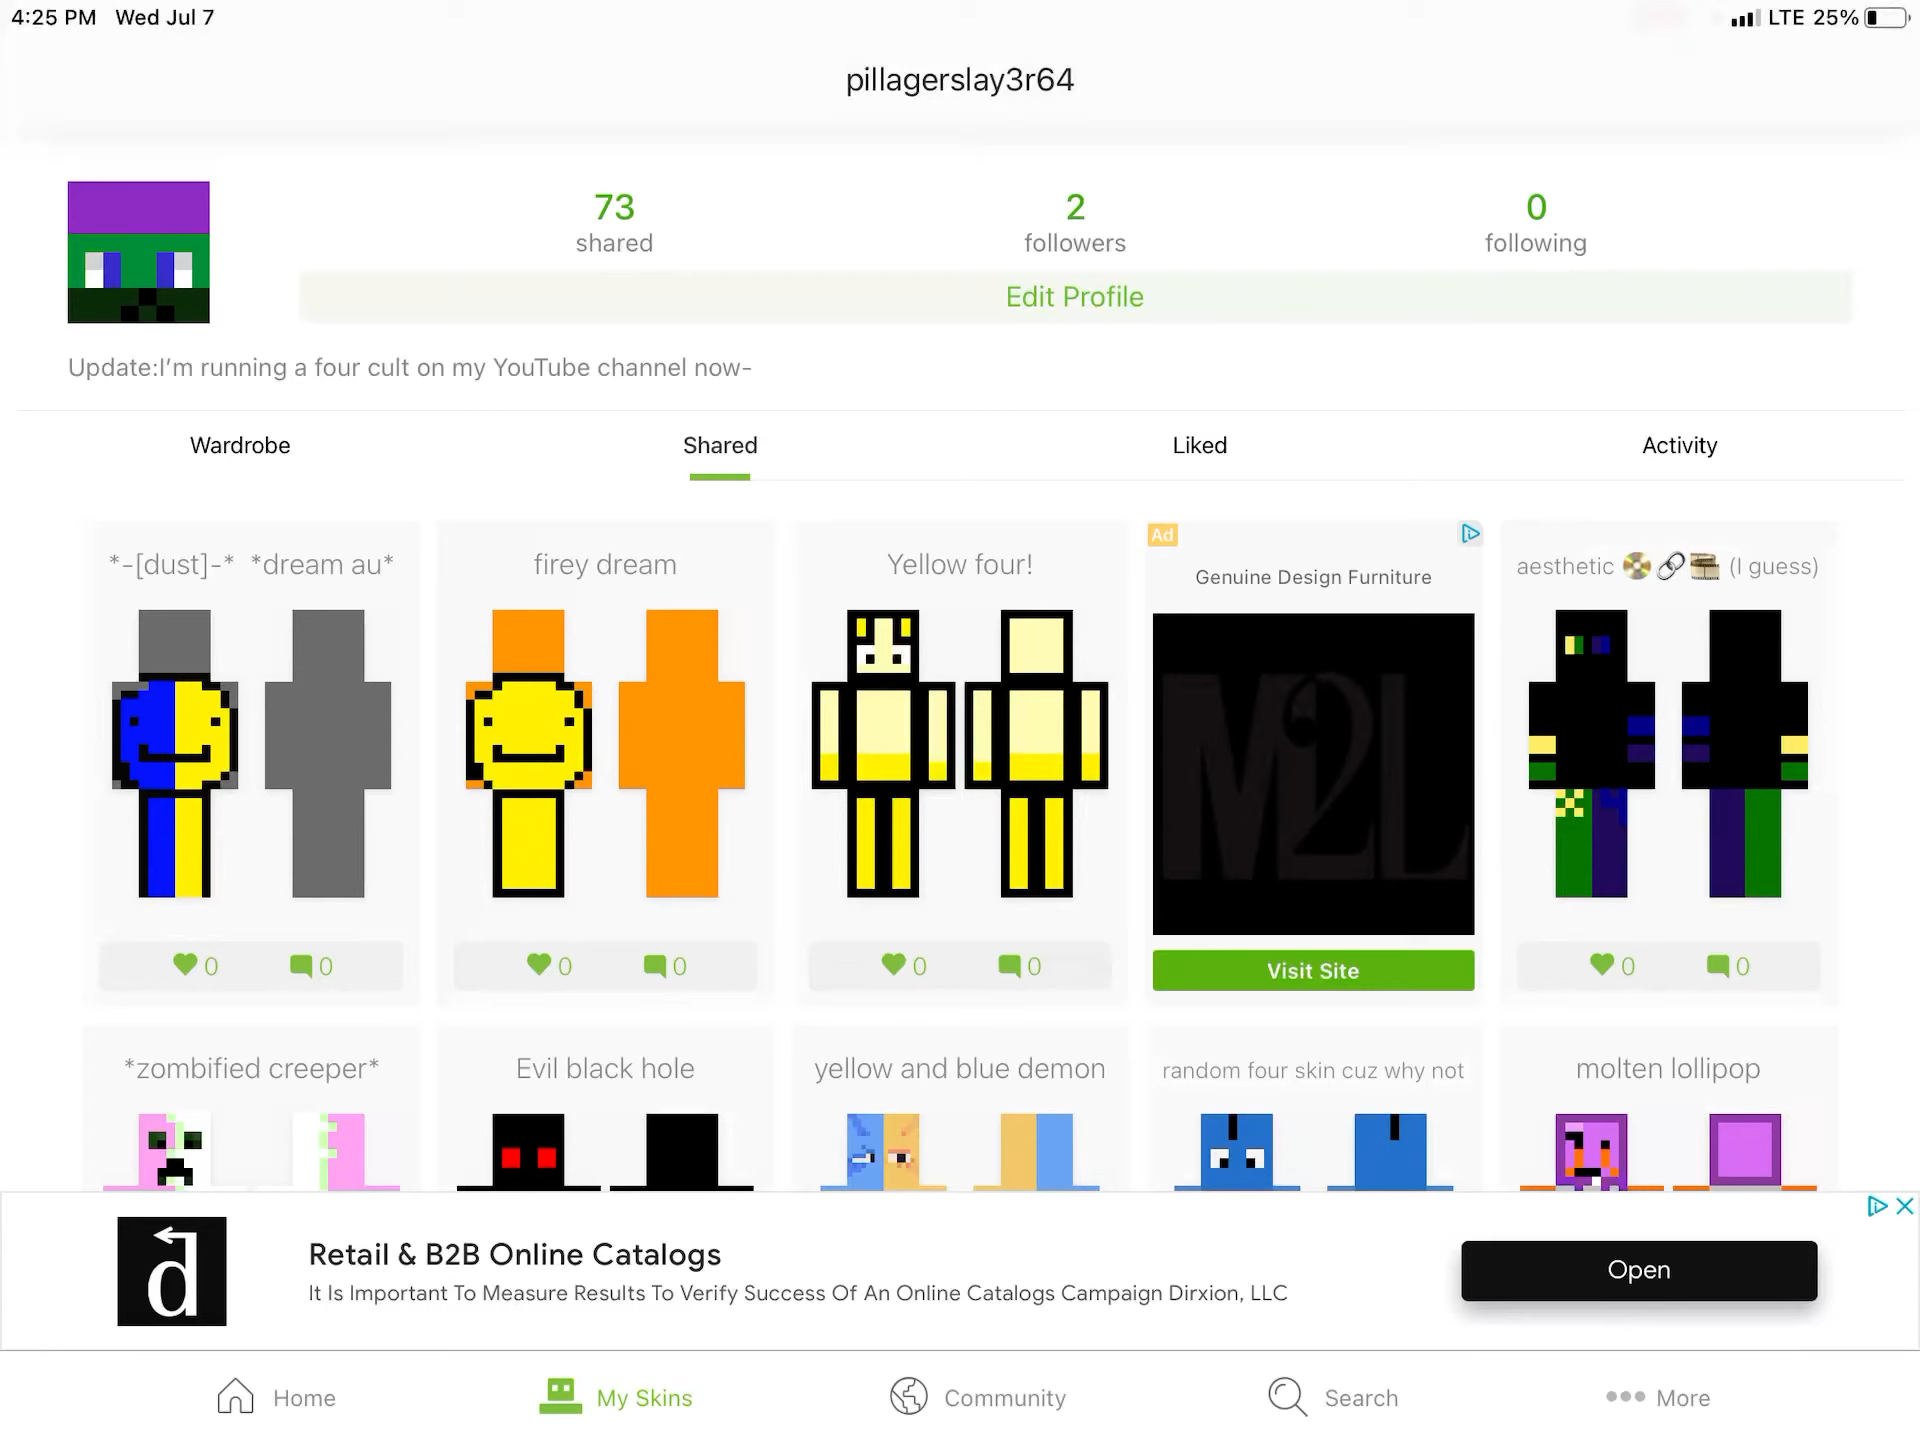 4:25 PM Wed Jul 7
LTE 25%
pillagerslay3r64
73
shared
2
followers
0
following
Edit Profile
Update:I'm running a four cult on my YouTube channel now-
Wardrobe
Shared
Liked
Activity
*-[dust]-* *dream au*
firey dream
Yellow four!
Ad
Genuine Design Furniture
aesthetic 📀🔗🎞️ (I guess)
M2L
0 0
0 0
0 0
Visit Site
0 0
*zombified creeper*
Evil black hole
yellow and blue demon
random four skin cuz why not
molten lollipop
d
Retail & B2B Online Catalogs
It Is Important To Measure Results To Verify Success Of An Online Catalogs Campaign Dirxion, LLC
Open
Home
My Skins
Community
Search
More